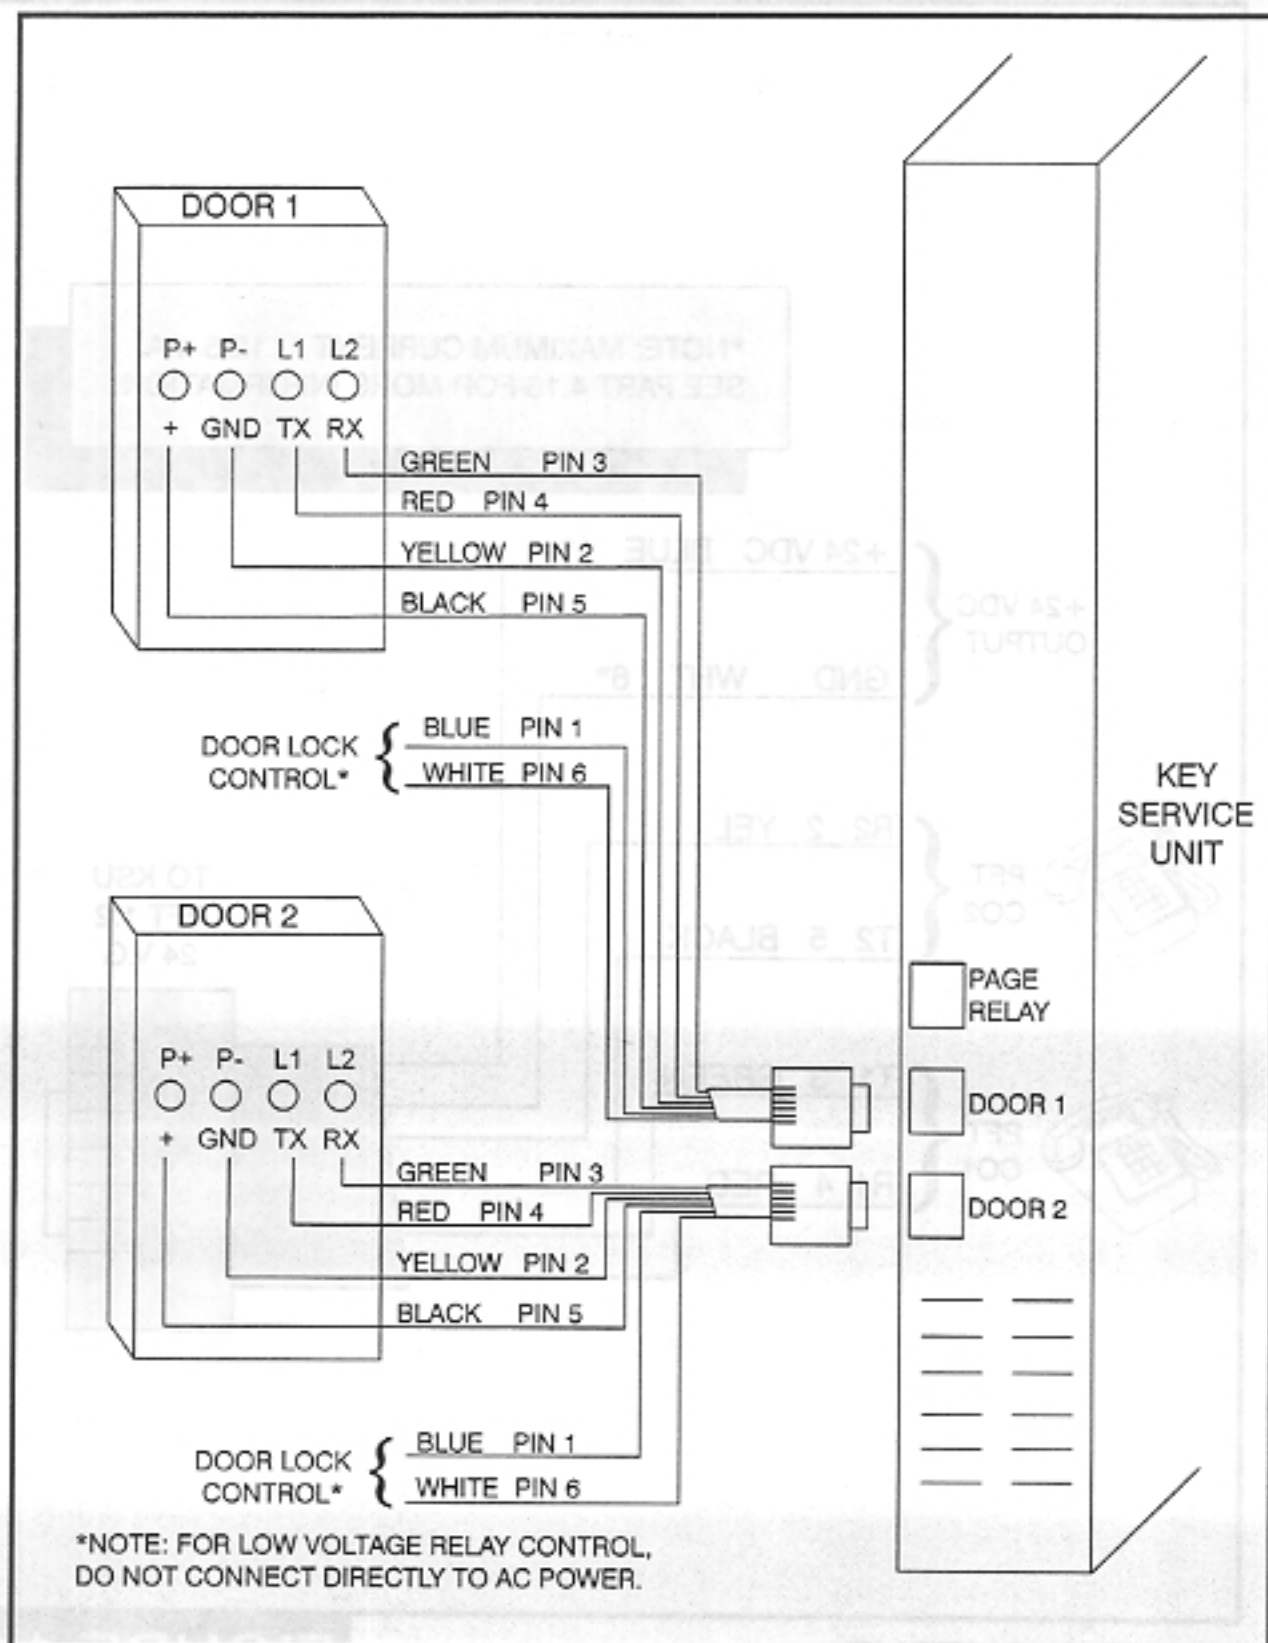 DOOR 1
P+ P- L1 L2
+ GND TX RX
GREEN PIN 3
RED PIN 4
YELLOW PIN 2
BLACK PIN 5
BLUE PIN 1
DOOR LOCK
CONTROL*
WHITE PIN 6
KEY
SERVICE
UNIT
DOOR 2
PAGE
RELAY
P+ P- L1 L2
DOOR 1
+ GND TX RX
GREEN PIN 3
RED PIN 4
DOOR 2
YELLOW PIN 2
BLACK PIN 5
BLUE PIN 1
DOOR LOCK
CONTROL*
WHITE PIN 6
*NOTE: FOR LOW VOLTAGE RELAY CONTROL,
DO NOT CONNECT DIRECTLY TO AC POWER.